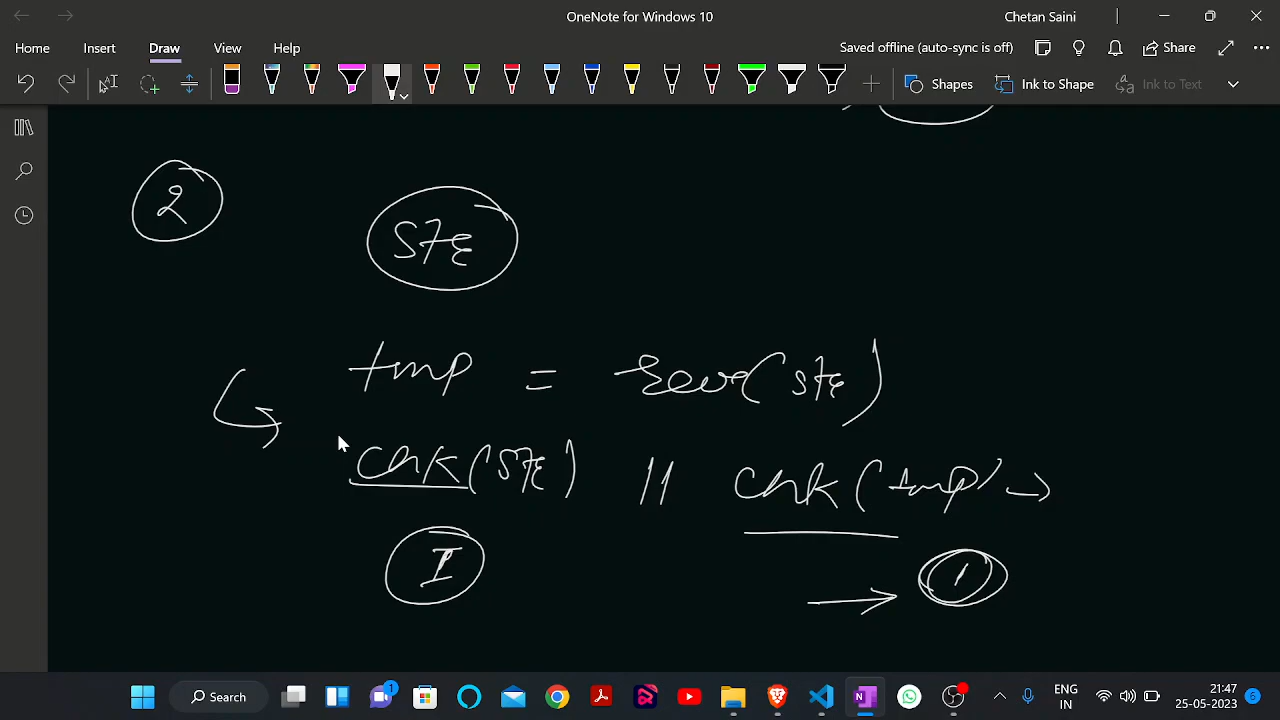 OneNote for Windows 10
Chetan Saini
Home Insert Draw View Help
Saved offline (auto-sync is off)
Share
Shapes
Ink to Shape
Ink to Text
2
str
tmp = rev(str)
chk(str) || chk(tmp)
I
1
Search
1
N
ENG
IN
21:47
25-05-2023
6